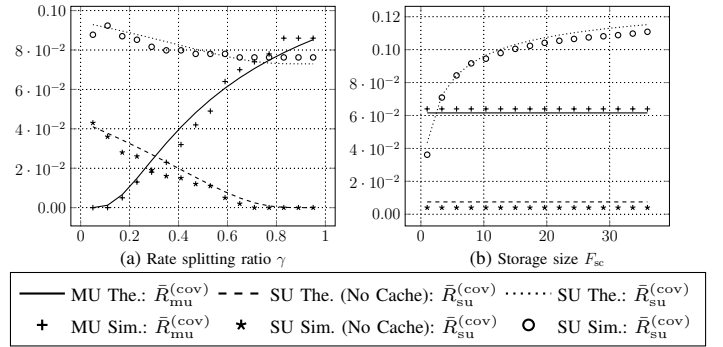 0.10
8 · 10⁻²
6 · 10⁻²
4 · 10⁻²
2 · 10⁻²
0.00
0 0.2 0.4 0.6 0.8 1
(a) Rate splitting ratio γ
0.12
0.10
8 · 10⁻²
6 · 10⁻²
4 · 10⁻²
2 · 10⁻²
0.00
0 10 20 30
(b) Storage size F_sc
MU The.: R̄_mu^(cov) SU The. (No Cache): R̄_su^(cov) SU The.: R̄_su^(cov)
MU Sim.: R̄_mu^(cov) SU Sim. (No Cache): R̄_su^(cov) SU Sim.: R̄_su^(cov)